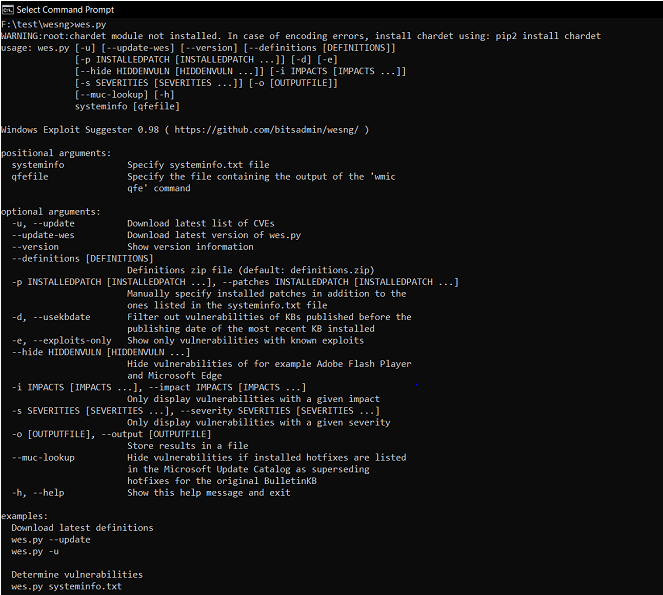 Select Command Prompt
F:\test\wesng>wes.py
WARNING:root:chardet module not installed. In case of encoding errors, install chardet using: pip2 install chardet
usage: wes.py [-u] [--update-wes] [--version] [--definitions [DEFINITIONS]]
[-p INSTALLEDPATCH [INSTALLEDPATCH ...]] [-d] [-e]
[--hide HIDDENVULN [HIDDENVULN ...]] [-i IMPACTS [IMPACTS ...]]
[-s SEVERITIES [SEVERITIES ...]] [-o [OUTPUTFILE]]
[--muc-lookup] [-h]
systeminfo [qfefile]
Windows Exploit Suggester 0.98 ( https://github.com/bitsadmin/wesng/ )
positional arguments:
systeminfo Specify systeminfo.txt file
qfefile Specify the file containing the output of the 'wmic
qfe' command
optional arguments:
-u, --update Download latest list of CVEs
--update-wes Download latest version of wes.py
--version Show version information
--definitions [DEFINITIONS]
Definitions zip file (default: definitions.zip)
-p INSTALLEDPATCH [INSTALLEDPATCH ...], --patches INSTALLEDPATCH [INSTALLEDPATCH ...]
Manually specify installed patches in addition to the
ones listed in the systeminfo.txt file
-d, --usekbdate Filter out vulnerabilities of KBs published before the
publishing date of the most recent KB installed
-e, --exploits-only Show only vulnerabilities with known exploits
--hide HIDDENVULN [HIDDENVULN ...]
Hide vulnerabilities of for example Adobe Flash Player
and Microsoft Edge
-i IMPACTS [IMPACTS ...], --impact IMPACTS [IMPACTS ...]
Only display vulnerabilities with a given impact
-s SEVERITIES [SEVERITIES ...], --severity SEVERITIES [SEVERITIES ...]
Only display vulnerabilities with a given severity
-o [OUTPUTFILE], --output [OUTPUTFILE]
Store results in a file
--muc-lookup Hide vulnerabilities if installed hotfixes are listed
in the Microsoft Update Catalog as superseding
hotfixes for the original BulletinKB
-h, --help Show this help message and exit
examples:
Download latest definitions
wes.py --update
wes.py -u
Determine vulnerabilities
wes.py systeminfo.txt